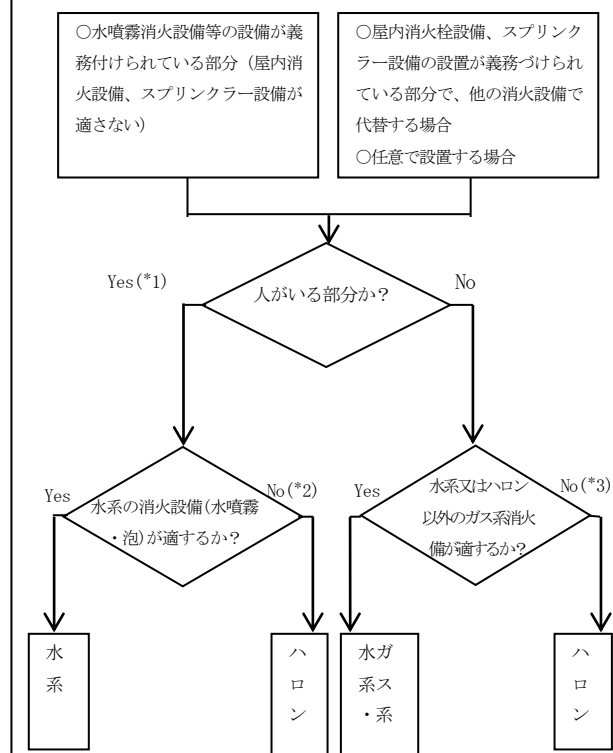 ○水噴霧消火設備等の設備が義
務付けられている部分（屋内消
火設備、スプリンクラー設備が
適さない）
○屋内消火栓設備、スプリンク
ラー設備の設置が義務づけられ
ている部分で、他の消火設備で
代替する場合
○任意で設置する場合
Yes(*1)
人がいる部分か？
No
Yes
水系の消火設備(水噴霧
・泡)が適するか？
No(*2)
Yes
水系又はハロン
以外のガス系消火
備が適するか?
No(*3)
水
系
ハ
ロ
ン
水ガ
系ス
・系
ハ
ロ
ン